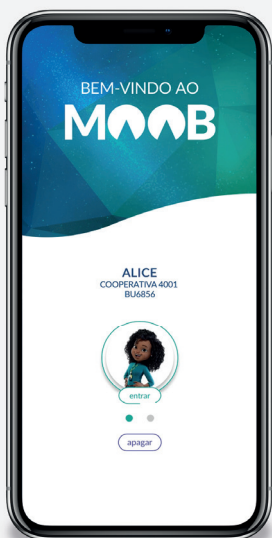 BEM-VINDO AO
MOOB
ALICE
COOPERATIVA 4001
BU6856
entrar
apagar